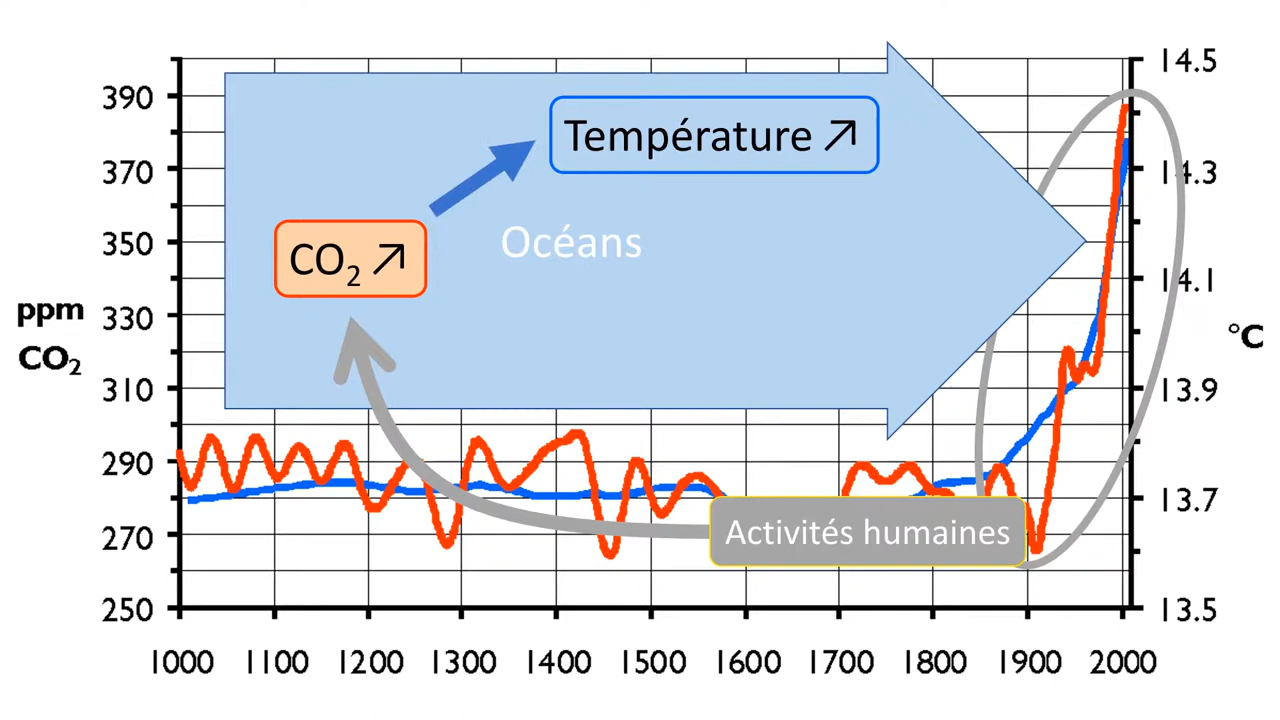 14.5
390
Température ↗
370
14.3
Océans
350
CO₂ ↗
14.1
ppm
CO₂
330
°C
310
13.9
290
13.7
270
Activités humaines
250
13.5
1000 1100 1200 1300 1400 1500 1600 1700 1800 1900 2000